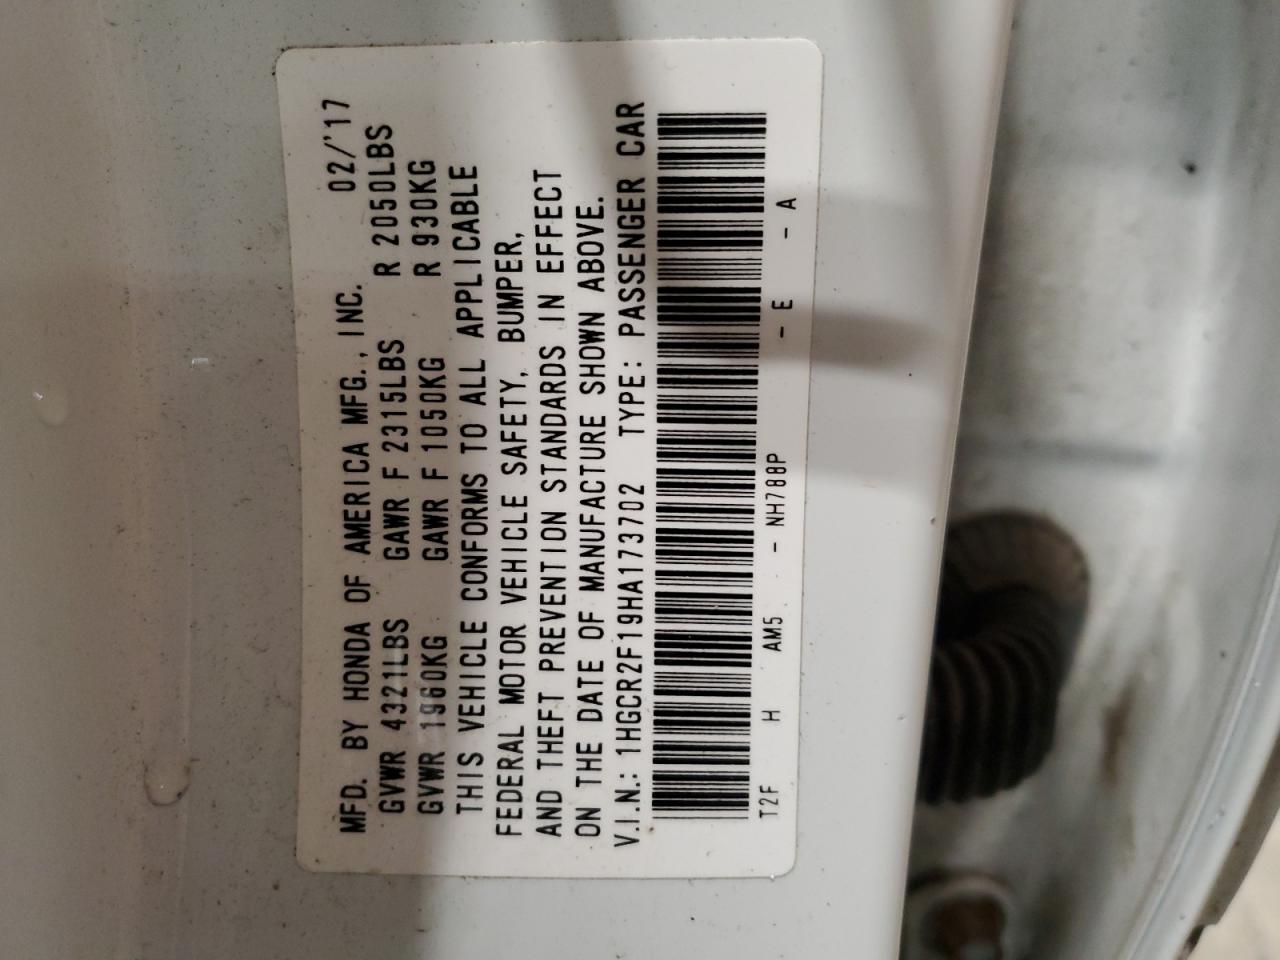 MFD. BY HONDA OF AMERICA MFG., INC. 02/'17
GVWR 4321LBS GAWR F 2315LBS R 2050LBS
GVWR 1960KG GAWR F 1050KG R 930KG
THIS VEHICLE CONFORMS TO ALL APPLICABLE
FEDERAL MOTOR VEHICLE SAFETY, BUMPER,
AND THEFT PREVENTION STANDARDS IN EFFECT
ON THE DATE OF MANUFACTURE SHOWN ABOVE.
V.I.N.: 1HGCR2F19HA173702 TYPE: PASSENGER CAR
T2F H AM5 - NH788P - E - A